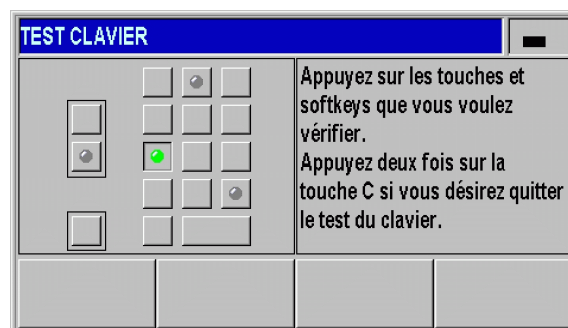 TEST CLAVIER
Appuyez sur les touches et
softkeys que vous voulez
vérifier.
Appuyez deux fois sur la
touche C si vous désirez quitter
le test du clavier.